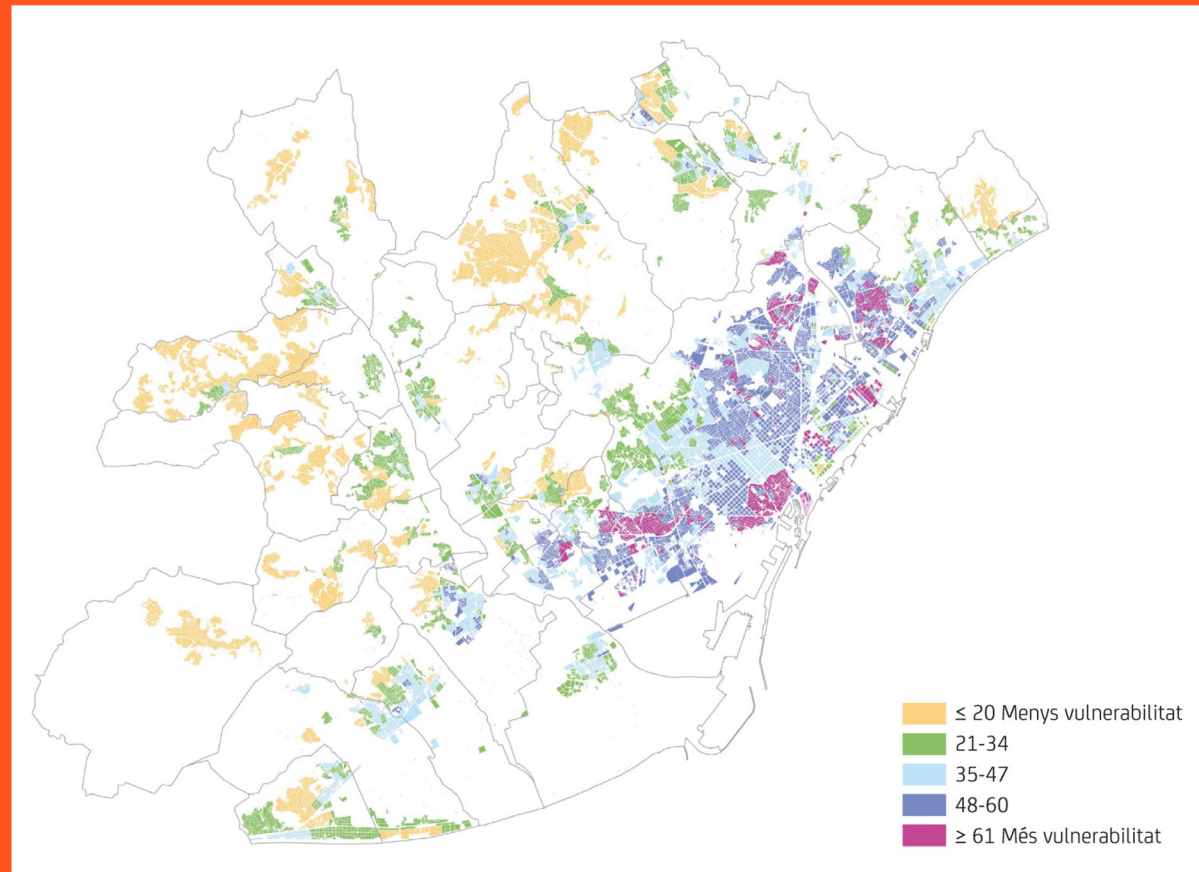 ≤ 20 Menys vulnerabilitat
21-34
35-47
48-60
≥ 61 Més vulnerabilitat